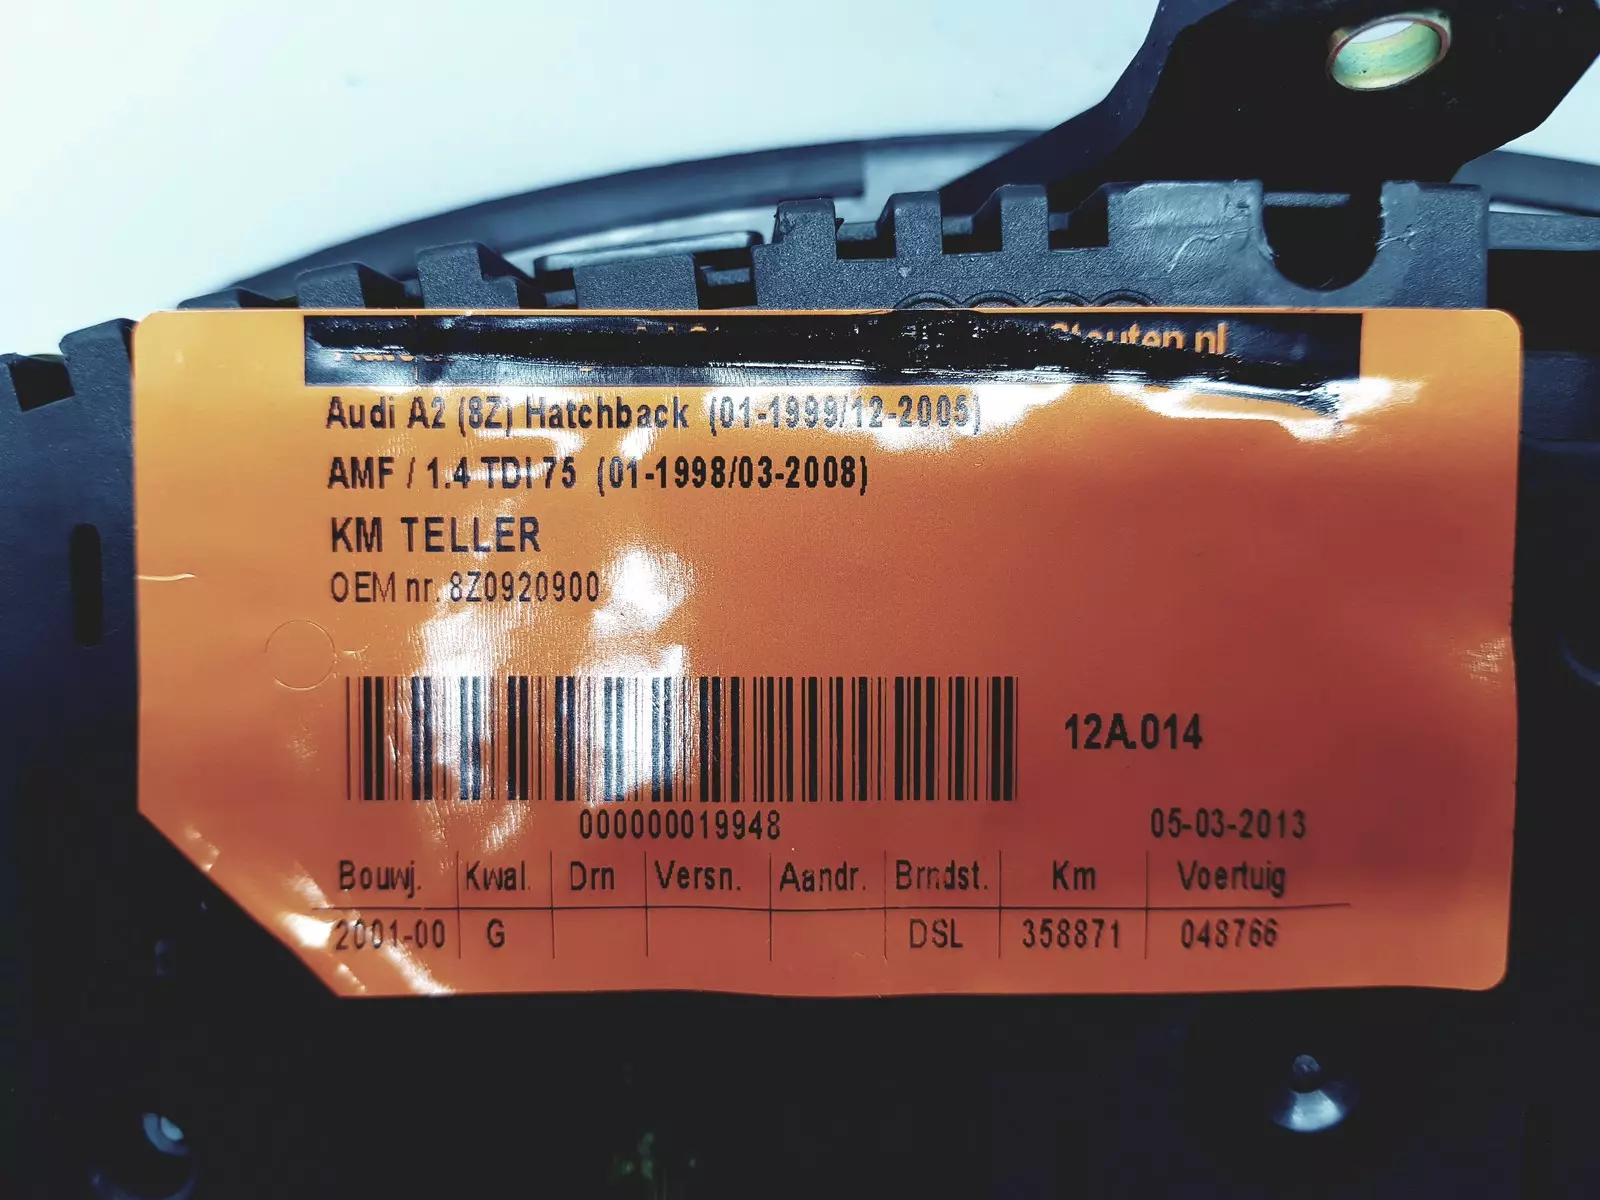 Stouten.nl
Audi A2 (8Z) Hatchback (01-1999/12-2005)
AMF / 1.4 TDI 75 (01-1998/03-2008)
KM TELLER
OEM nr. 8Z0920900
12A.014
000000019948 05-03-2013
Bouwj. Kwal. Drn Versn. Aandr. Brndst. Km Voertuig
2001-00 G DSL 358871 048766